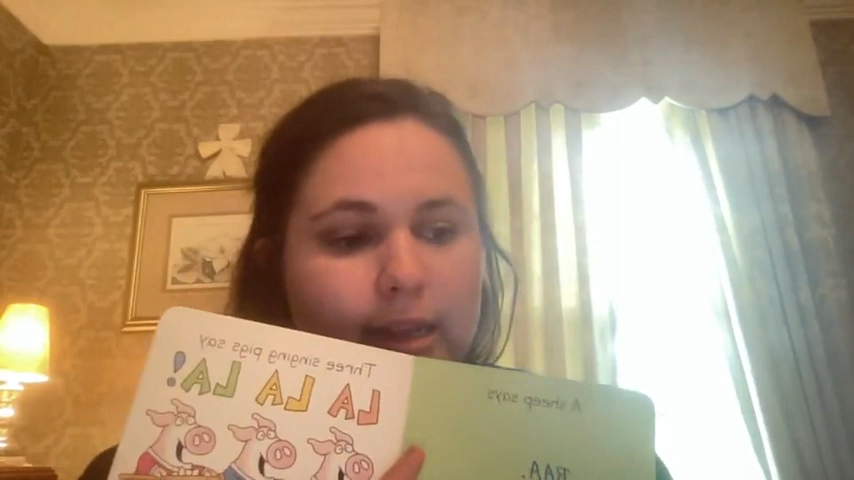 A sheep says
BAA.
Three singing pigs say
LA LA LA!